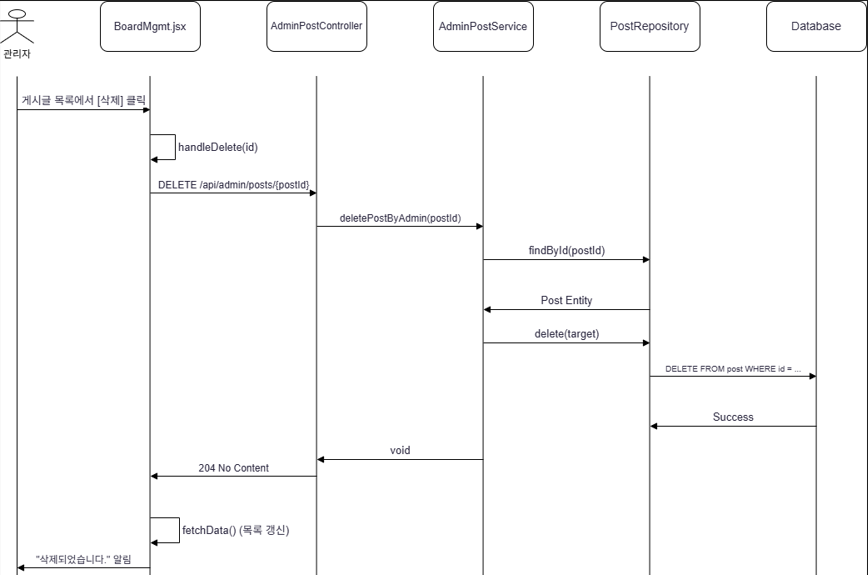 관리자
BoardMgmt.jsx
AdminPostController
AdminPostService
PostRepository
Database
게시글 목록에서 [삭제] 클릭
handleDelete(id)
DELETE /api/admin/posts/{postId}
deletePostByAdmin(postId)
findById(postId)
Post Entity
delete(target)
DELETE FROM post WHERE id = ...
Success
void
204 No Content
fetchData() (목록 갱신)
"삭제되었습니다." 알림